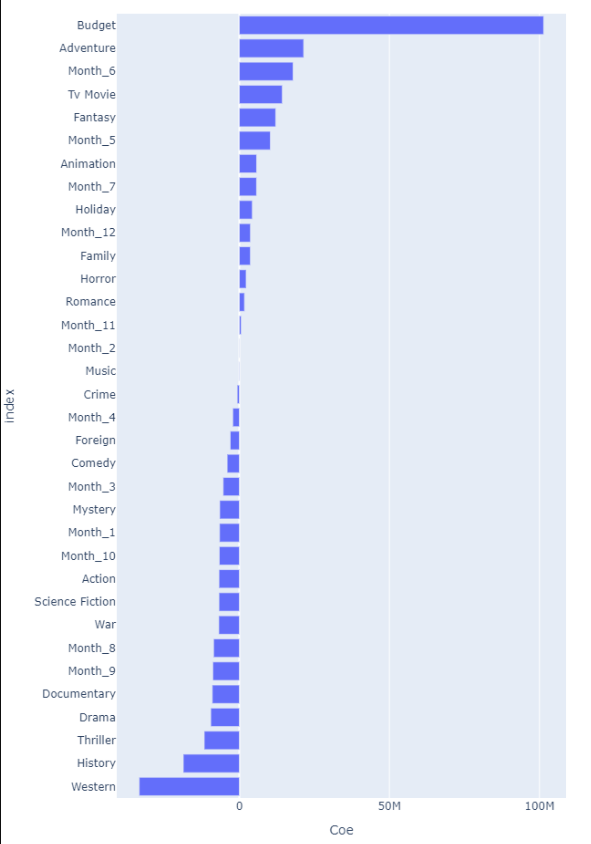 Budget
Adventure
Month_6
Tv Movie
Fantasy
Month_5
Animation
Month_7
Holiday
Month_12
Family
Horror
Romance
Month_11
Month_2
Music
Crime
Month_4
Foreign
Comedy
Month_3
Mystery
Month_1
Month_10
Action
Science Fiction
War
Month_8
Month_9
Documentary
Drama
Thriller
History
Western
index
0 50M 100M
Coe